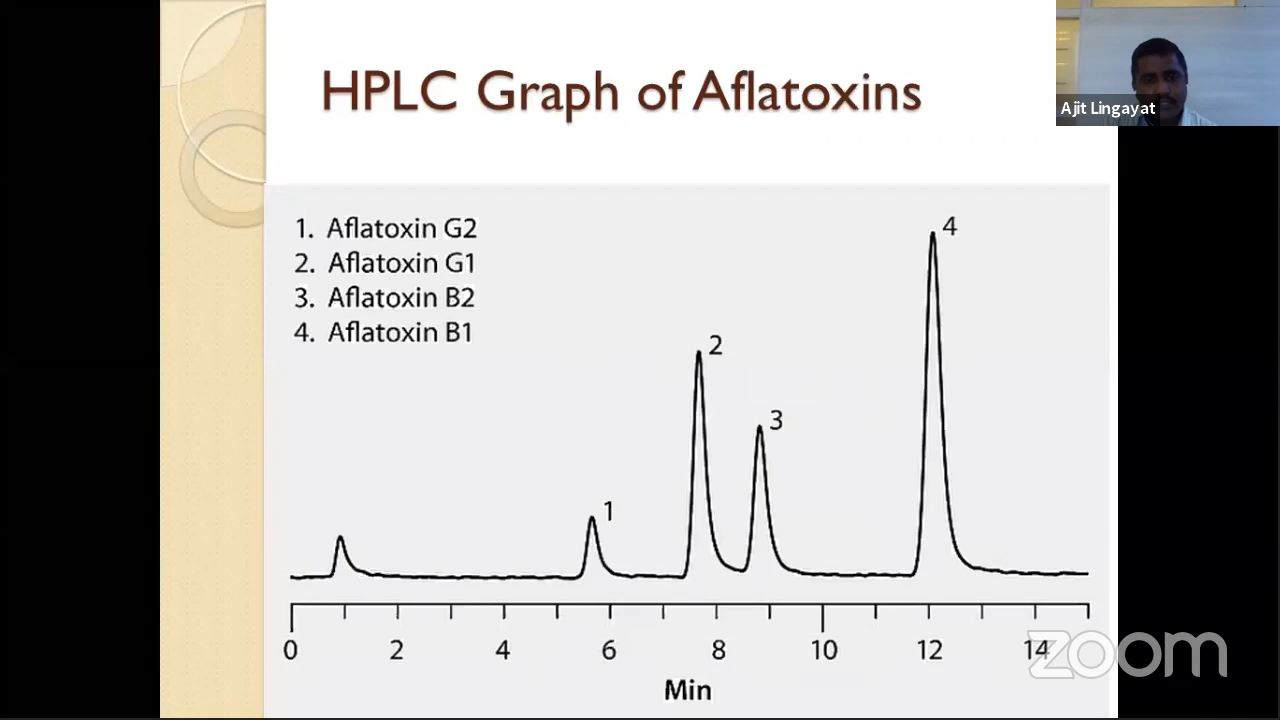 HPLC Graph of Aflatoxins
Ajit Lingayat
1. Aflatoxin G2
2. Aflatoxin G1
3. Aflatoxin B2
4. Aflatoxin B1
4
2
3
1
0 2 4 6 8 10 12 14
Min
zoom